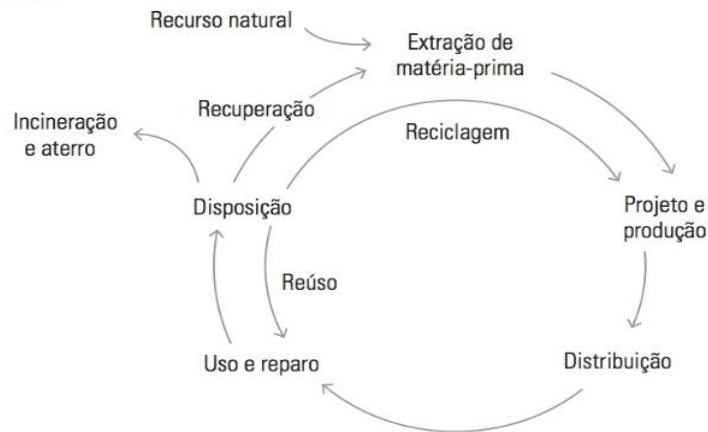 Recurso natural
Extração de
matéria-prima
Recuperação
Incineração
e aterro
Reciclagem
Disposição
Projeto e
produção
Reúso
Uso e reparo
Distribuição